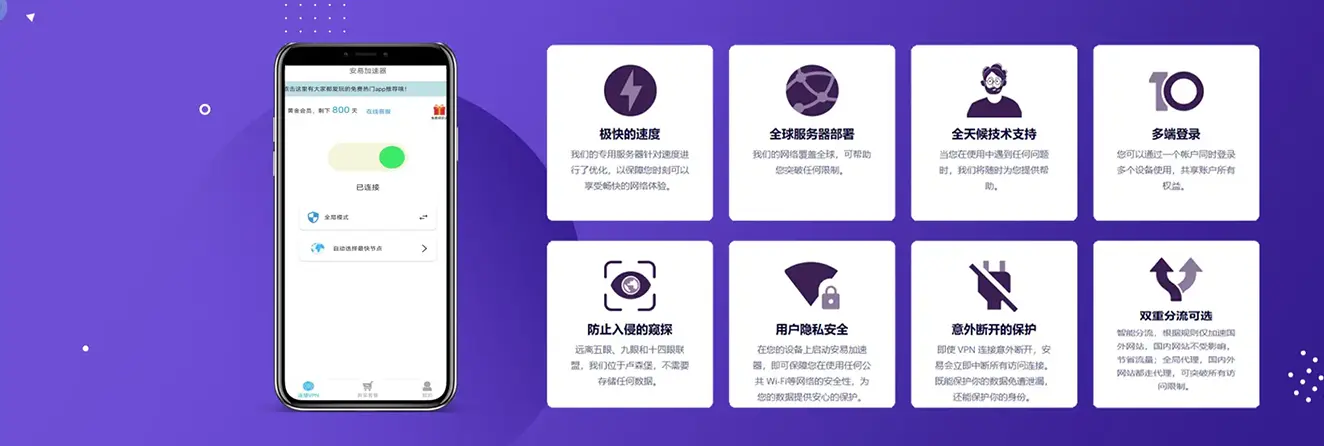 安易加速器
点击这里有大家都爱玩的免费热门app推荐哦！
黄金会员，剩下 800 天 在线客服
已连接
全局模式
自动选择最快节点
连接VPN
我的
极快的速度
我们的专用服务器针对速度进
行了优化，以保障您时刻可以
享受畅快的网络体验。
全球服务器部署
我们的网络覆盖全球，可帮助
您突破任何限制。
全天候技术支持
当您在使用中遇到任何问题
时，我们将随时为您提供帮
助。
10
多端登录
您可以通过一个帐户同时登录
多个设备使用，共享账户所有
权益。
防止入侵的窥探
远离五眼、九眼和十四眼联
盟，我们位于卢森堡，不需要
存储任何数据。
用户隐私安全
在您的设备上启动安易加速
器，即可保障您在使用任何公
共 Wi-Fi等网络的安全性，为
您的数据提供安心的保护。
意外断开的保护
即使 VPN 连接意外断开，安
易会立即中断所有访问连接。
既能保护你的数据免遭泄漏，
还能保护你的身份。
双重分流可选
智能分流，根据规则仅加速国
外网站，国内网站不受影响，
节省流量；全局代理，国内外
网站都走代理，可突破所有访
问限制。